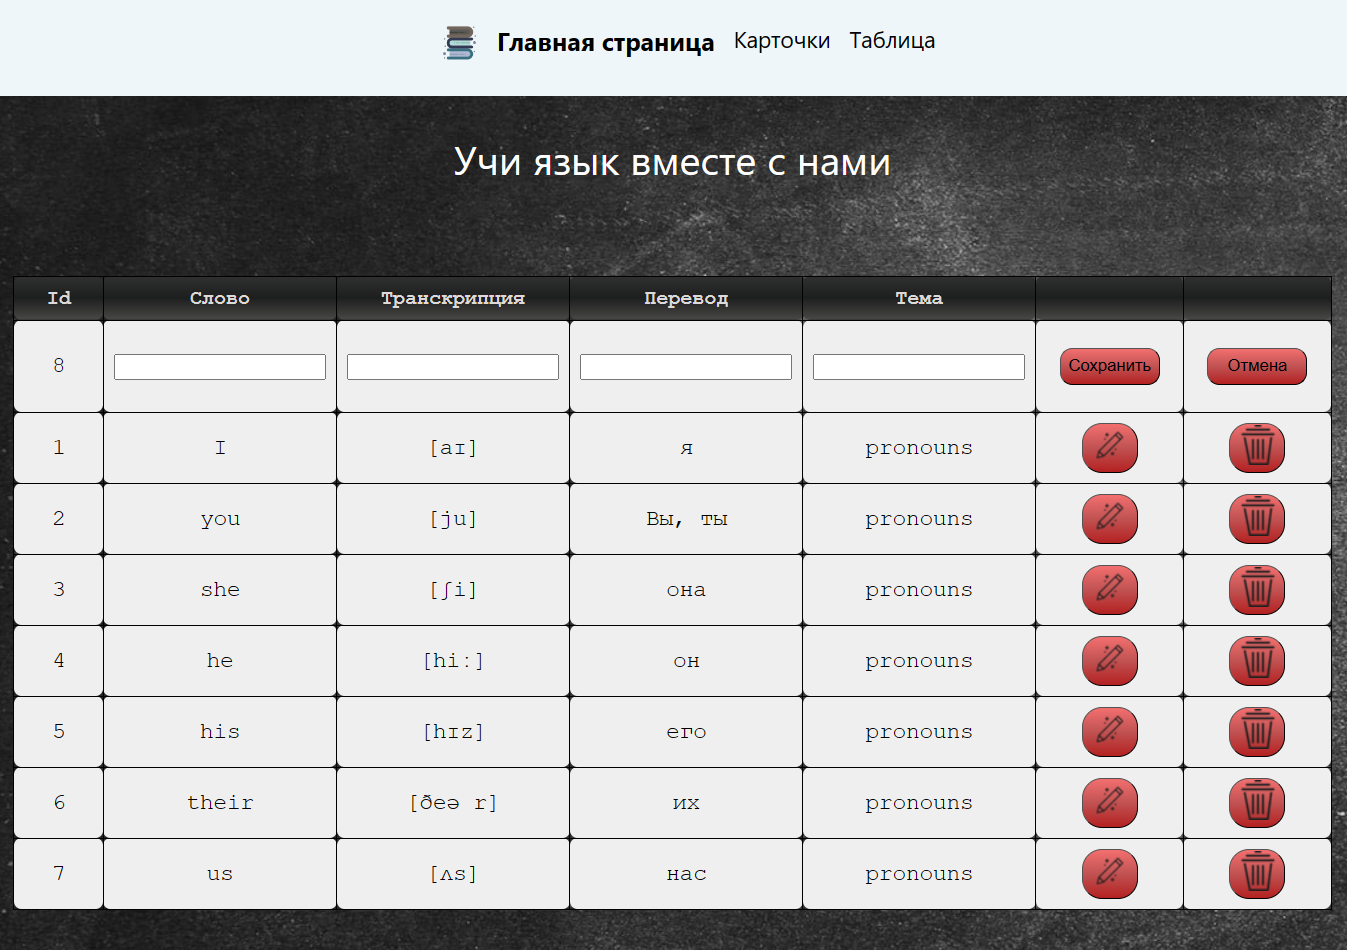 Главная страница Карточки Таблица
Учи язык вместе с нами
Id Слово Транскрипция Перевод Тема
8 Сохранить Отмена
1 I [aɪ] я pronouns
2 you [ju] Вы, ты pronouns
3 she [ʃi] она pronouns
4 he [hiː] он pronouns
5 his [hɪz] его pronouns
6 their [ðeə r] их pronouns
7 us [ʌs] нас pronouns